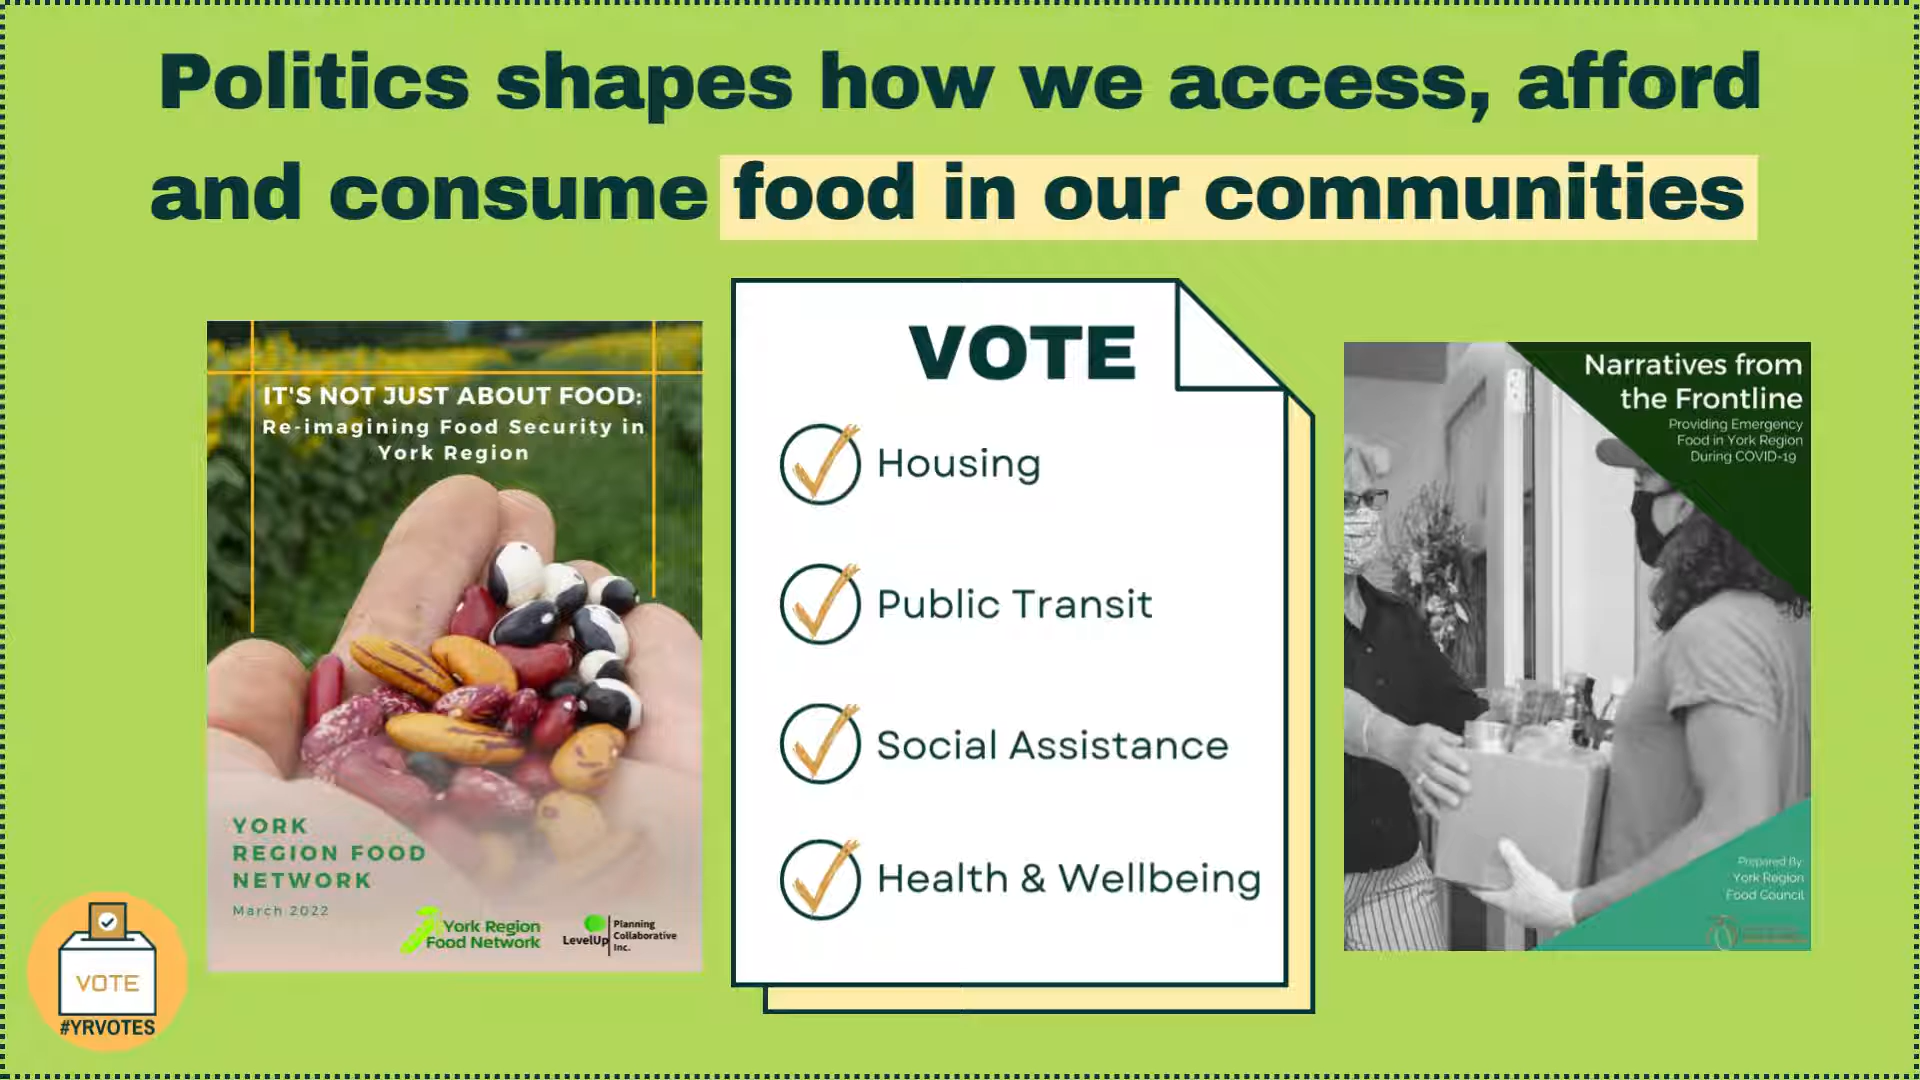 Politics shapes how we access, afford
and consume food in our communities
IT'S NOT JUST ABOUT FOOD:
Re-imagining Food Security in
York Region
YORK
REGION FOOD
NETWORK
March 2022
York Region
Food Network
LevelUp
Planning
Collaborative
Inc.
VOTE
Housing
Public Transit
Social Assistance
Health & Wellbeing
Narratives from
the Frontline
Providing Emergency
Food in York Region
During COVID-19
Prepared By:
York Region
Food Council
VOTE
#YRVOTES